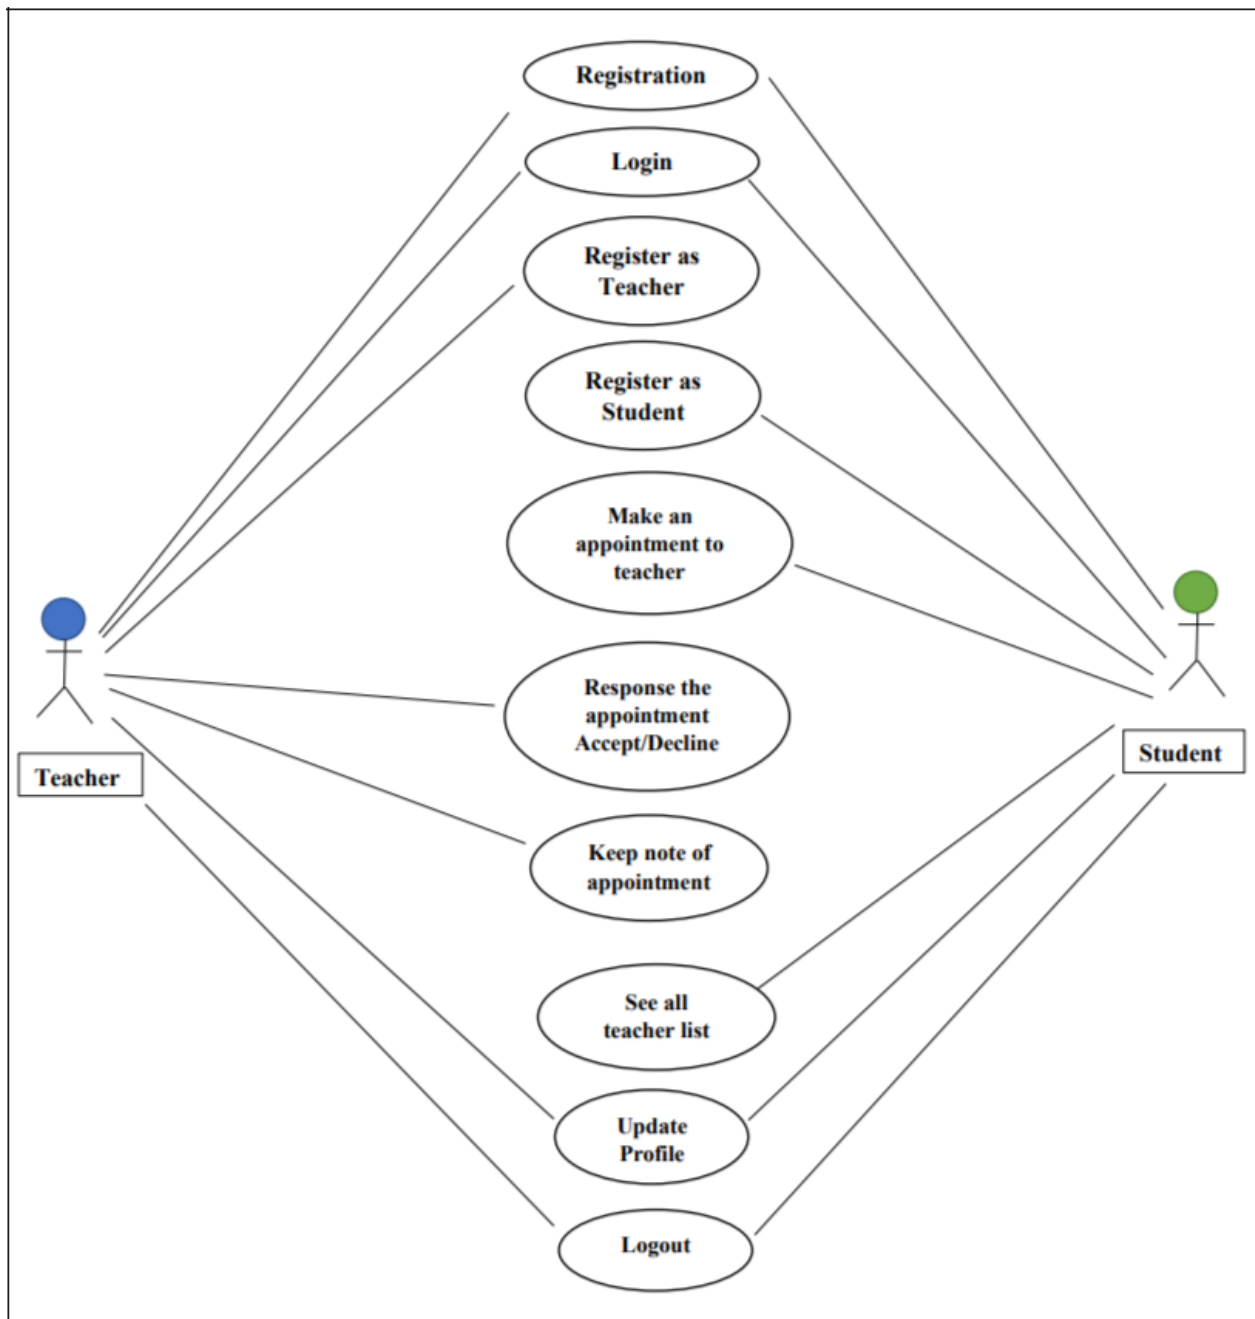 Registration
Login
Register as
Teacher
Register as
Student
Make an
appointment to
teacher
Response the
appointment
Accept/Decline
Teacher
Student
Keep note of
appointment
See all
teacher list
Update
Profile
Logout